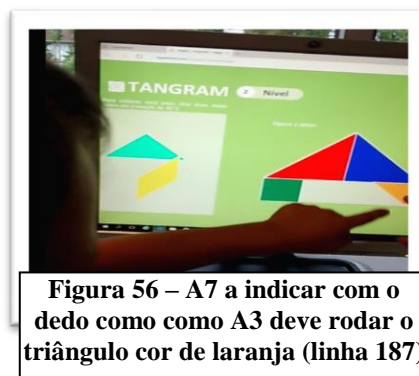 TANGRAM 2 Nível
Figura 56 – A7 a indicar com o
dedo como como A3 deve rodar o
triângulo cor de laranja (linha 187)